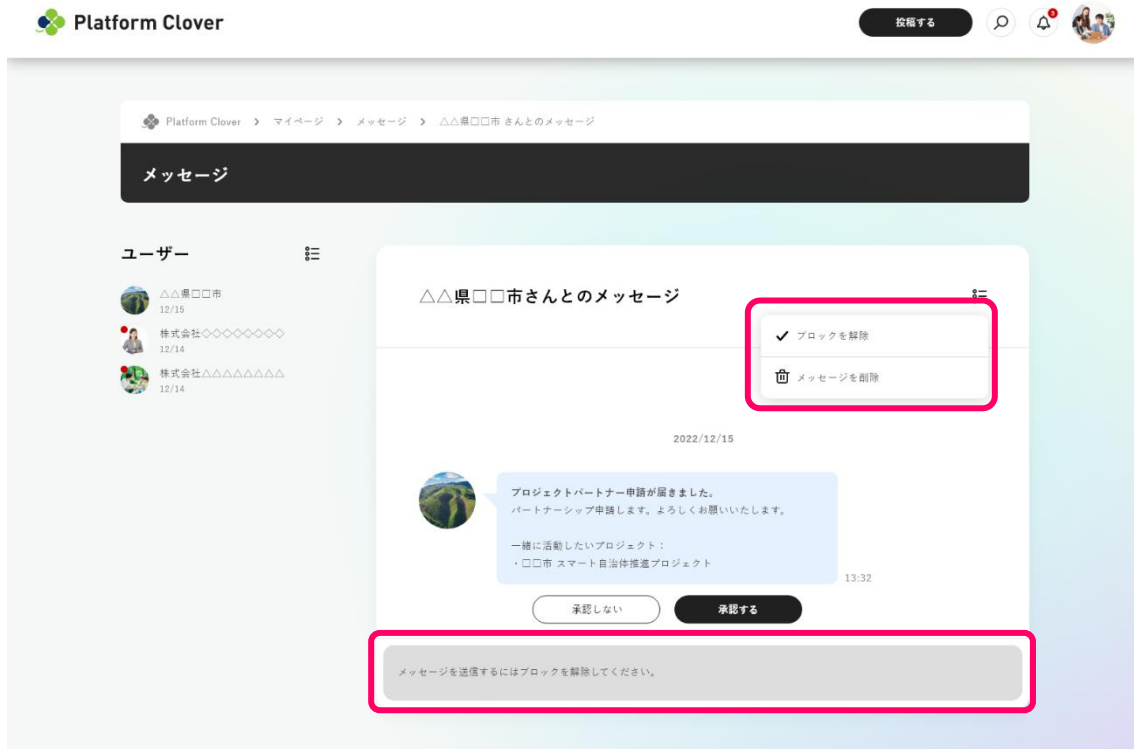 Platform Clover
投稿する
3
Platform Clover > マイページ > メッセージ > △△県□□市 さんとのメッセージ
メッセージ
ユーザー
△△県□□市
12/15
株式会社◇◇◇◇◇◇◇◇
12/14
株式会社△△△△△△△△
12/14
△△県□□市さんとのメッセージ
ブロックを解除
メッセージを削除
2022/12/15
プロジェクトパートナー申請が届きました。
パートナーシップ申請します。よろしくお願いいたします。
一緒に活動したいプロジェクト：
・□□市 スマート自治体推進プロジェクト
13:32
承認しない
承認する
メッセージを送信するにはブロックを解除してください。